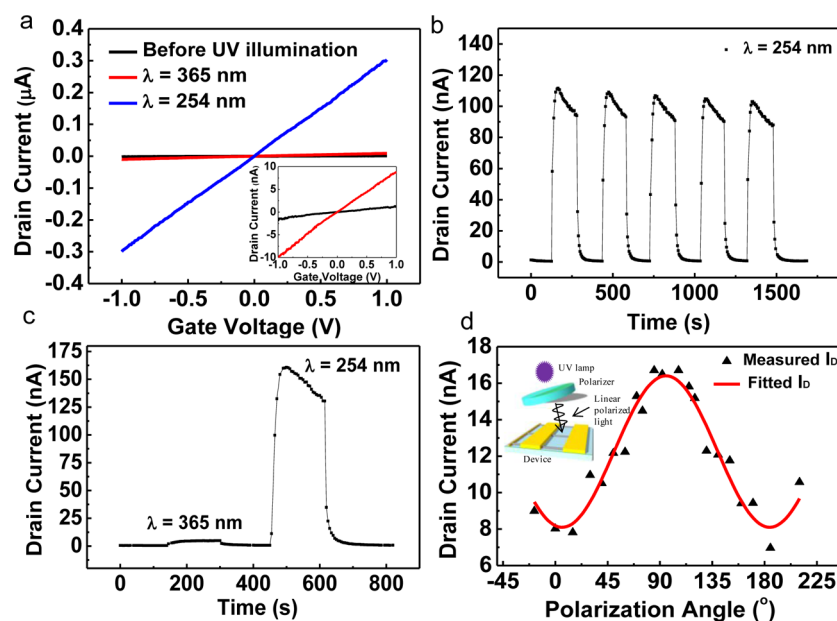 a
Before UV illumination
λ = 365 nm
λ = 254 nm
Drain Current (μA)
0.4
0.3
0.2
0.1
0.0
-0.1
-0.2
-0.3
-0.4
-1.0 -0.5 0.0 0.5 1.0
Gate Voltage (V)
Drain Current (nA)
10
5
0
-5
-10
-1.0 -0.5 0.0 0.5 1.0
Gate Voltage (V)
b
λ = 254 nm
Drain Current (nA)
140
120
100
80
60
40
20
0
0 500 1000 1500
Time (s)
c
λ = 254 nm
λ = 365 nm
Drain Current (nA)
175
150
125
100
75
50
25
0
0 200 400 600 800
Time (s)
d
Measured I_D
Fitted I_D
UV lamp
Polarizer
Linear
polarized
light
Device
Drain Current (nA)
18
16
14
12
10
8
6
-45 0 45 90 135 180 225
Polarization Angle (°)